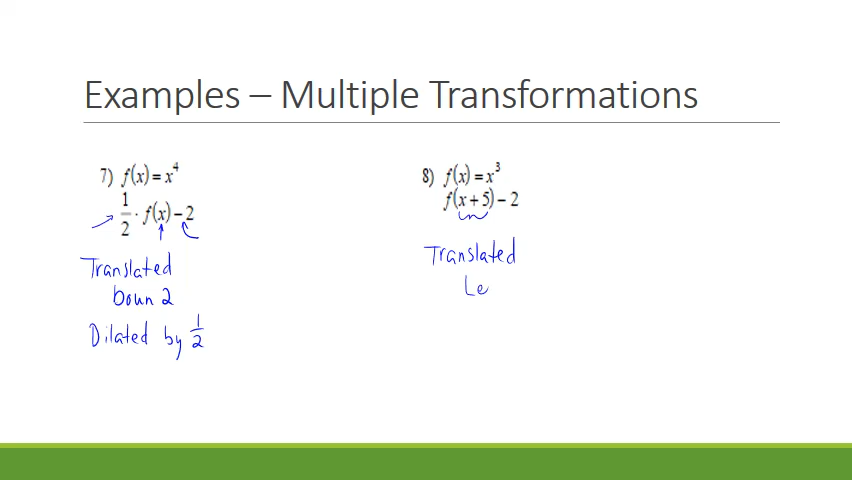 Examples – Multiple Transformations
7) f(x) = x⁴
1/2 · f(x) − 2
Translated
Doun 2
Dilated by 1/2
8) f(x) = x³
f(x + 5) − 2
Translated
Le